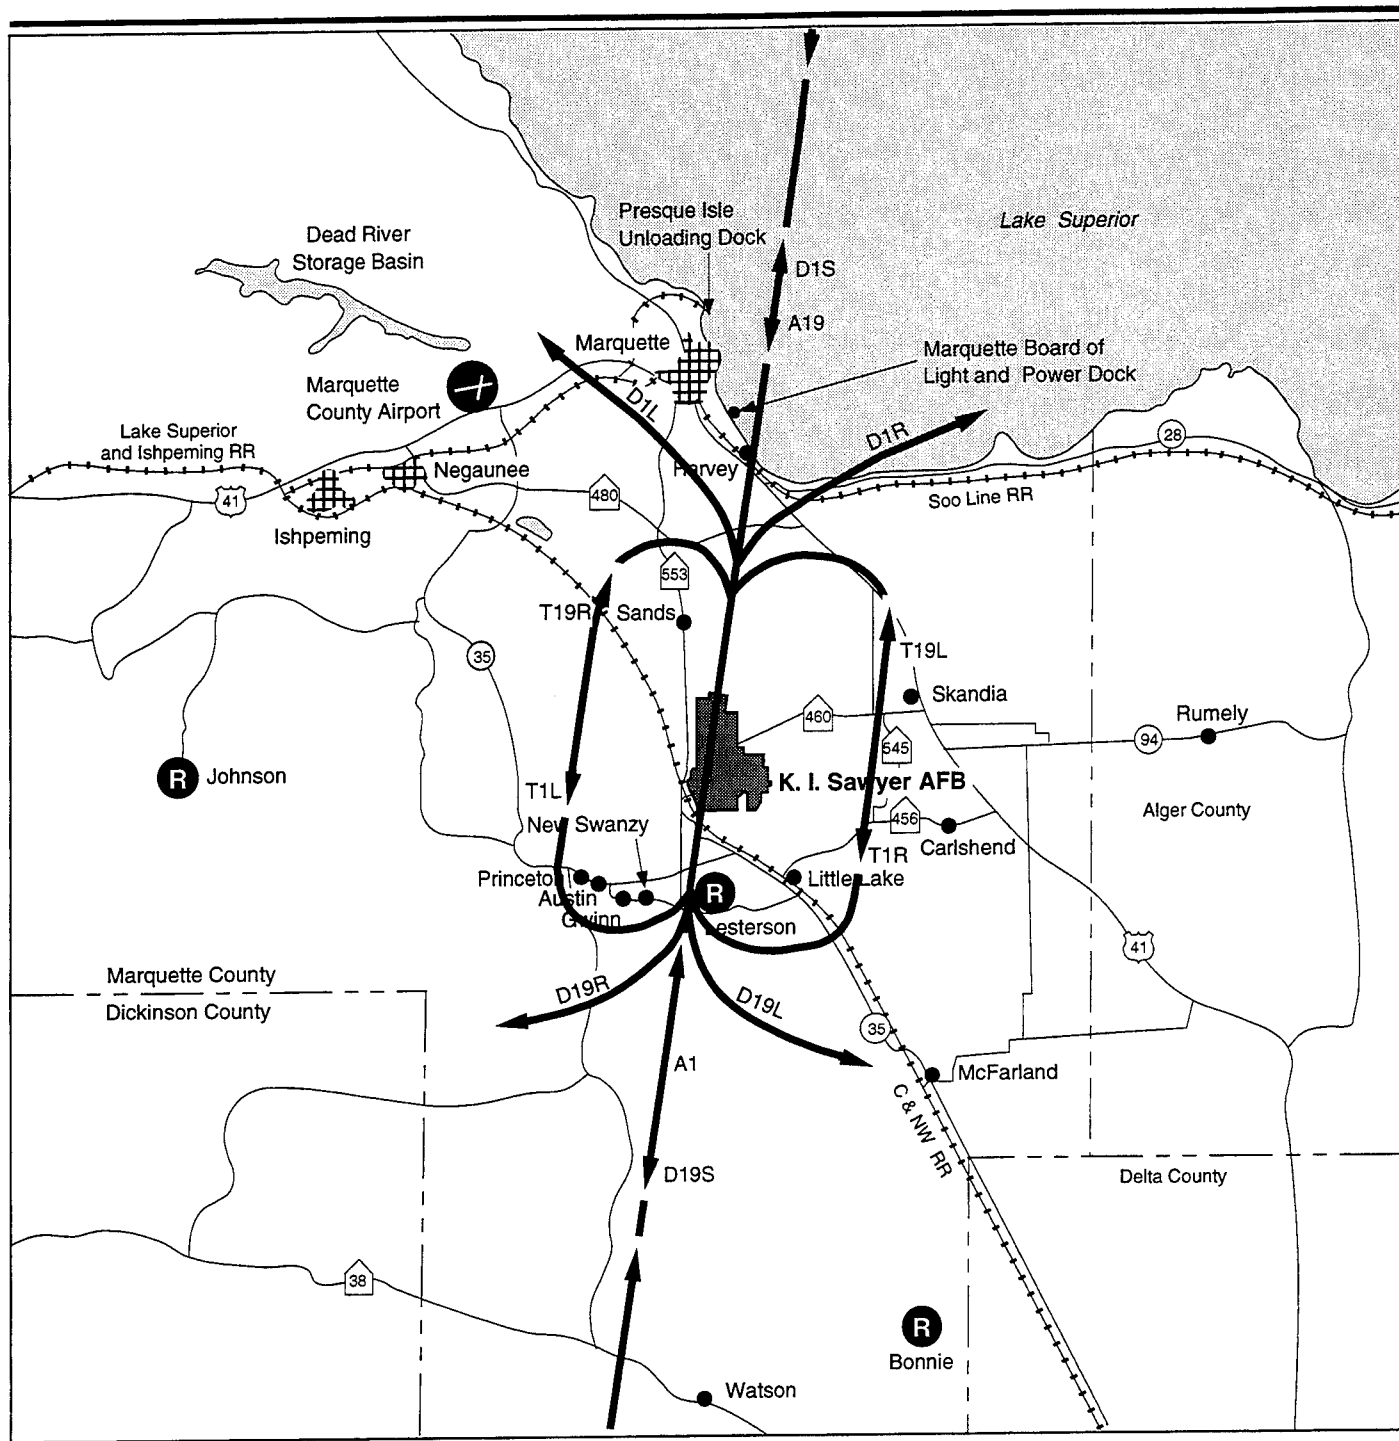 Lake Superior
Presque Isle
Unloading Dock
Dead River
Storage Basin
D1S
A19
Marquette
Marquette Board of
Light and Power Dock
Marquette
County Airport
D1L
D1R
Lake Superior
and Ishpeming RR
28
Negaunee
Harvey
41
480
Soo Line RR
Ishpeming
553
T19R
Sands
35
T19L
Skandia
460
Rumely
94
545
R
Johnson
K. I. Sawyer AFB
T1L
Alger County
456
New Swanzy
Carlshend
T1R
Princeton
Little Lake
R
Austin
Gwinn
Lesterson
41
Marquette County
D19R
D19L
Dickinson County
35
A1
McFarland
C & NW RR
D19S
Delta County
38
R
Bonnie
Watson